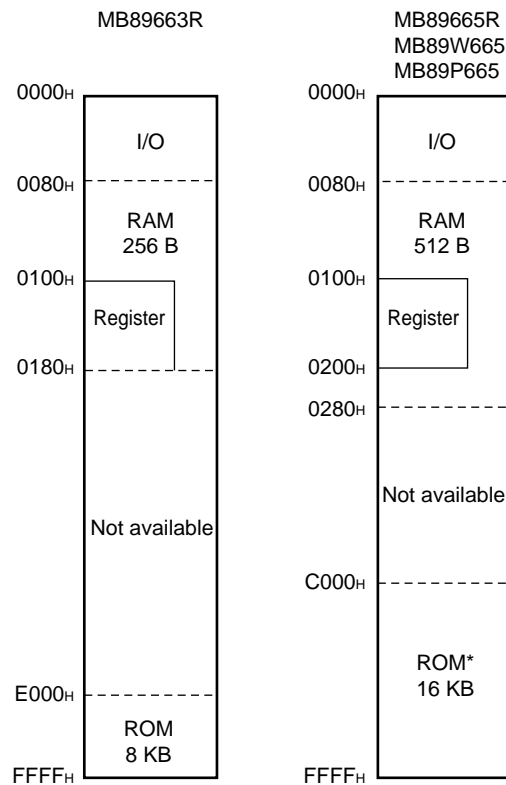 MB89663R
0000H
I/O
0080H
RAM
256 B
0100H
Register
0180H
Not available
E000H
ROM
8 KB
FFFFH
MB89665R
MB89W665
MB89P665
0000H
I/O
0080H
RAM
512 B
0100H
Register
0200H
0280H
Not available
C000H
ROM*
16 KB
FFFFH